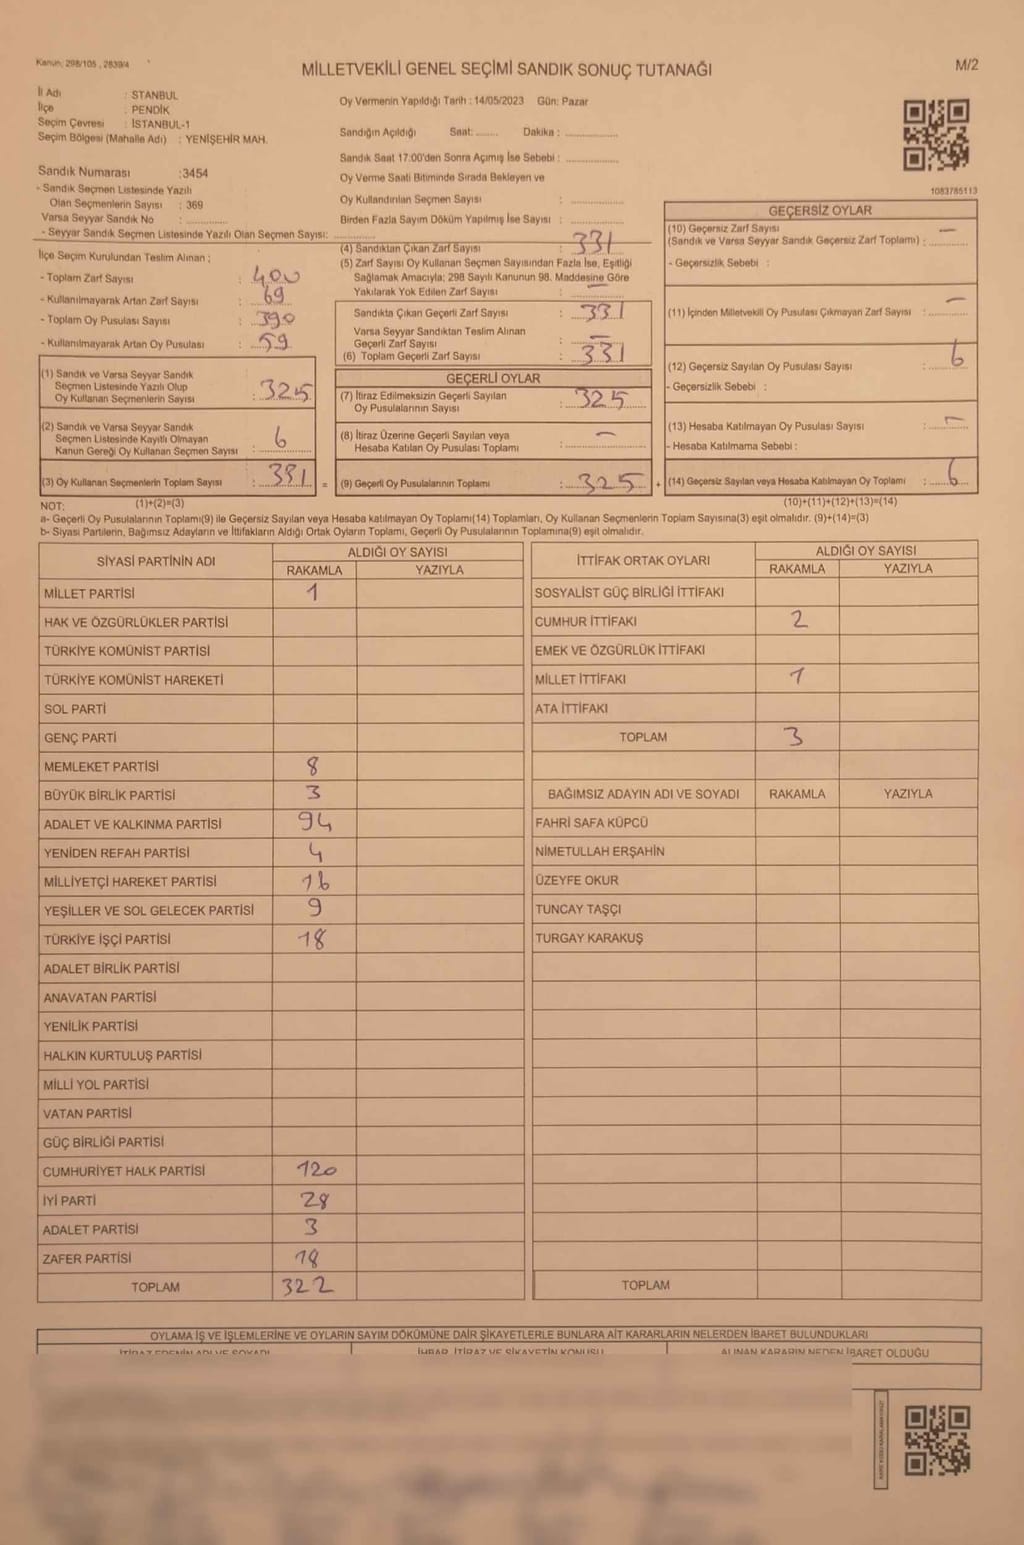 Kanun: 298/105 , 2839/4
MİLLETVEKİLİ GENEL SEÇİMİ SANDIK SONUÇ TUTANAĞI
M/2
İl Adı : STANBUL
İlçe : PENDİK
Seçim Çevresi : İSTANBUL-1
Seçim Bölgesi (Mahalle Adı) : YENİŞEHİR MAH.
Sandık Numarası :3454
- Sandık Seçmen Listesinde Yazılı
Olan Seçmenlerin Sayısı : 369
Varsa Seyyar Sandık No : ............
- Seyyar Sandık Seçmen Listesinde Yazılı Olan Seçmen Sayısı: ............
İlçe Seçim Kurulundan Teslim Alınan ;
- Toplam Zarf Sayısı : 400
- Kullanılmayarak Artan Zarf Sayısı : 69
- Toplam Oy Pusulası Sayısı : 390
- Kullanılmayarak Artan Oy Pusulası : 59
Oy Vermenin Yapıldığı Tarih : 14/05/2023 Gün: Pazar
Sandığın Açıldığı Saat: ....... Dakika : ...............
Sandık Saat 17:00'den Sonra Açımış İse Sebebi : ...............
Oy Verme Saati Bitiminde Sırada Bekleyen ve
Oy Kullandırılan Seçmen Sayısı : ...............
Birden Fazla Sayım Döküm Yapılmış İse Sayısı : ...............
(4) Sandıktan Çıkan Zarf Sayısı : 331
(5) Zarf Sayısı Oy Kullanan Seçmen Sayısından Fazla İse, Eşitliği
Sağlamak Amacıyla; 298 Sayılı Kanunun 98. Maddesine Göre
Yakılarak Yok Edilen Zarf Sayısı : —
Sandıkta Çıkan Geçerli Zarf Sayısı : 331
Varsa Seyyar Sandıktan Teslim Alınan
Geçerli Zarf Sayısı : —
(6) Toplam Geçerli Zarf Sayısı : 331
1083785113
GEÇERSİZ OYLAR
(10) Geçersiz Zarf Sayısı —
(Sandık ve Varsa Seyyar Sandık Geçersiz Zarf Toplamı) : ............
- Geçersizlik Sebebi :
(11) İçinden Milletvekili Oy Pusulası Çıkmayan Zarf Sayısı : —
(12) Geçersiz Sayılan Oy Pusulası Sayısı : 6
- Geçersizlik Sebebi :
(13) Hesaba Katılmayan Oy Pusulası Sayısı : —
- Hesaba Katılmama Sebebi :
(14) Geçersiz Sayılan veya Hesaba Katılmayan Oy Toplamı : 6
(1) Sandık ve Varsa Seyyar Sandık
Seçmen Listesinde Yazılı Olup
Oy Kullanan Seçmenlerin Sayısı : 325
(2) Sandık ve Varsa Seyyar Sandık
Seçmen Listesinde Kayıtlı Olmayan
Kanun Gereği Oy Kullanan Seçmen Sayısı : 6
(3) Oy Kullanan Seçmenlerin Toplam Sayısı : 331 =
GEÇERLİ OYLAR
(7) İtiraz Edilmeksizin Geçerli Sayılan
Oy Pusulalarının Sayısı : 325
(8) İtiraz Üzerine Geçerli Sayılan veya
Hesaba Katılan Oy Pusulası Toplamı : —
(9) Geçerli Oy Pusulalarının Toplamı : 325 +
NOT: (1)+(2)=(3) (10)+(11)+(12)+(13)=(14)
a- Geçerli Oy Pusulalarının Toplamı(9) ile Geçersiz Sayılan veya Hesaba katılmayan Oy Toplamı(14) Toplamları, Oy Kullanan Seçmenlerin Toplam Sayısına(3) eşit olmalıdır. (9)+(14)=(3)
b- Siyasi Partilerin, Bağımsız Adayların ve İttifakların Aldığı Ortak Oyların Toplamı, Geçerli Oy Pusulalarının Toplamına(9) eşit olmalıdır.
SİYASİ PARTİNİN ADI ALDIĞI OY SAYISI
RAKAMLA YAZIYLA
MİLLET PARTİSİ 1
HAK VE ÖZGÜRLÜKLER PARTİSİ
TÜRKİYE KOMÜNİST PARTİSİ
TÜRKİYE KOMÜNİST HAREKETİ
SOL PARTİ
GENÇ PARTİ
MEMLEKET PARTİSİ 8
BÜYÜK BİRLİK PARTİSİ 3
ADALET VE KALKINMA PARTİSİ 94
YENİDEN REFAH PARTİSİ 4
MİLLİYETÇİ HAREKET PARTİSİ 16
YEŞİLLER VE SOL GELECEK PARTİSİ 9
TÜRKİYE İŞÇİ PARTİSİ 18
ADALET BİRLİK PARTİSİ
ANAVATAN PARTİSİ
YENİLİK PARTİSİ
HALKIN KURTULUŞ PARTİSİ
MİLLİ YOL PARTİSİ
VATAN PARTİSİ
GÜÇ BİRLİĞİ PARTİSİ
CUMHURİYET HALK PARTİSİ 120
İYİ PARTİ 28
ADALET PARTİSİ 3
ZAFER PARTİSİ 18
TOPLAM 322
İTTİFAK ORTAK OYLARI ALDIĞI OY SAYISI
RAKAMLA YAZIYLA
SOSYALİST GÜÇ BİRLİĞİ İTTİFAKI
CUMHUR İTTİFAKI 2
EMEK VE ÖZGÜRLÜK İTTİFAKI
MİLLET İTTİFAKI 1
ATA İTTİFAKI
TOPLAM 3
BAĞIMSIZ ADAYIN ADI VE SOYADI RAKAMLA YAZIYLA
FAHRİ SAFA KÜPCÜ
NİMETULLAH ERŞAHİN
ÜZEYFE OKUR
TUNCAY TAŞÇI
TURGAY KARAKUŞ
TOPLAM
OYLAMA İŞ VE İŞLEMLERİNE VE OYLARIN SAYIM DÖKÜMÜNE DAİR ŞİKAYETLERLE BUNLARA AİT KARARLARIN NELERDEN İBARET BULUNDUKLARI
İTİRAZ EDENİN ADI VE SOYADI İHBAR, İTİRAZ VE ŞİKAYETİN KONUSU ALINAN KARARIN NEDEN İBARET OLDUĞU